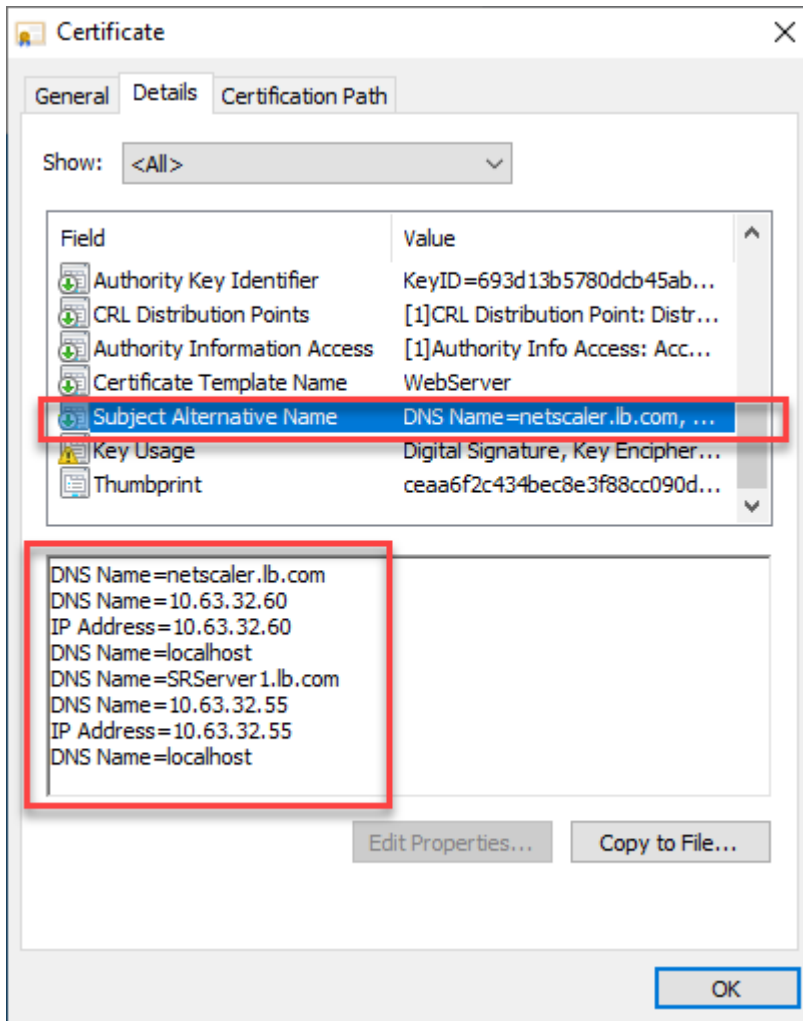 Certificate
General Details Certification Path
Show: <All>
Field Value
Authority Key Identifier KeyID=693d13b5780dcb45ab...
CRL Distribution Points [1]CRL Distribution Point: Distr...
Authority Information Access [1]Authority Info Access: Acc...
Certificate Template Name WebServer
Subject Alternative Name DNS Name=netscaler.lb.com, ...
Key Usage Digital Signature, Key Encipher...
Thumbprint ceaa6f2c434bec8e3f88cc090d...
DNS Name=netscaler.lb.com
DNS Name=10.63.32.60
IP Address=10.63.32.60
DNS Name=localhost
DNS Name=SRServer1.lb.com
DNS Name=10.63.32.55
IP Address=10.63.32.55
DNS Name=localhost
Edit Properties... Copy to File...
OK